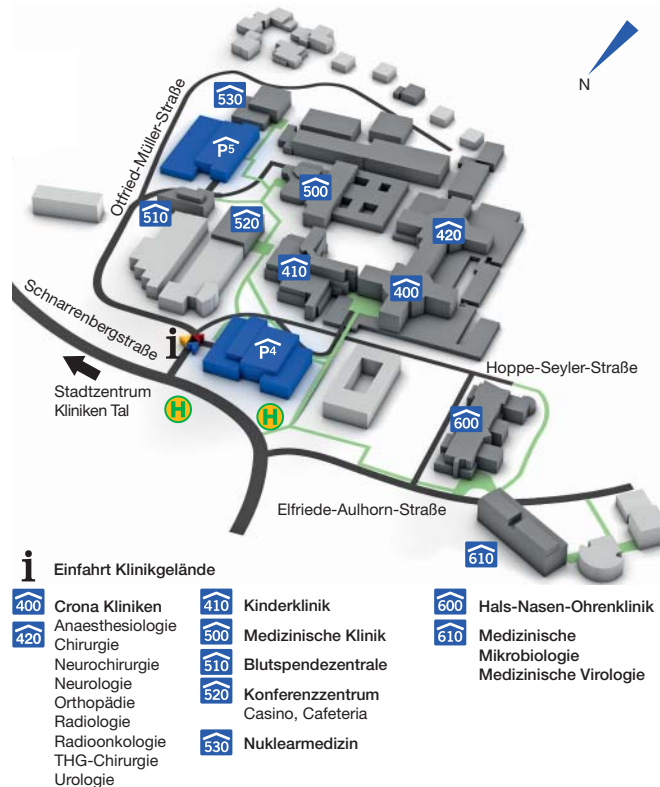 N
530
P5
Otfried-Müller-Straße
500
510
520
420
410
400
Schnarrenbergstraße
i
P4
Hoppe-Seyler-Straße
Stadtzentrum
Kliniken Tal
H
H
600
Elfriede-Aulhorn-Straße
610
i Einfahrt Klinikgelände
400 Crona Kliniken
420 Anaesthesiologie
Chirurgie
Neurochirurgie
Neurologie
Orthopädie
Radiologie
Radioonkologie
THG-Chirurgie
Urologie
410 Kinderklinik
500 Medizinische Klinik
510 Blutspendezentrale
520 Konferenzzentrum
Casino, Cafeteria
530 Nuklearmedizin
600 Hals-Nasen-Ohrenklinik
610 Medizinische
Mikrobiologie
Medizinische Virologie